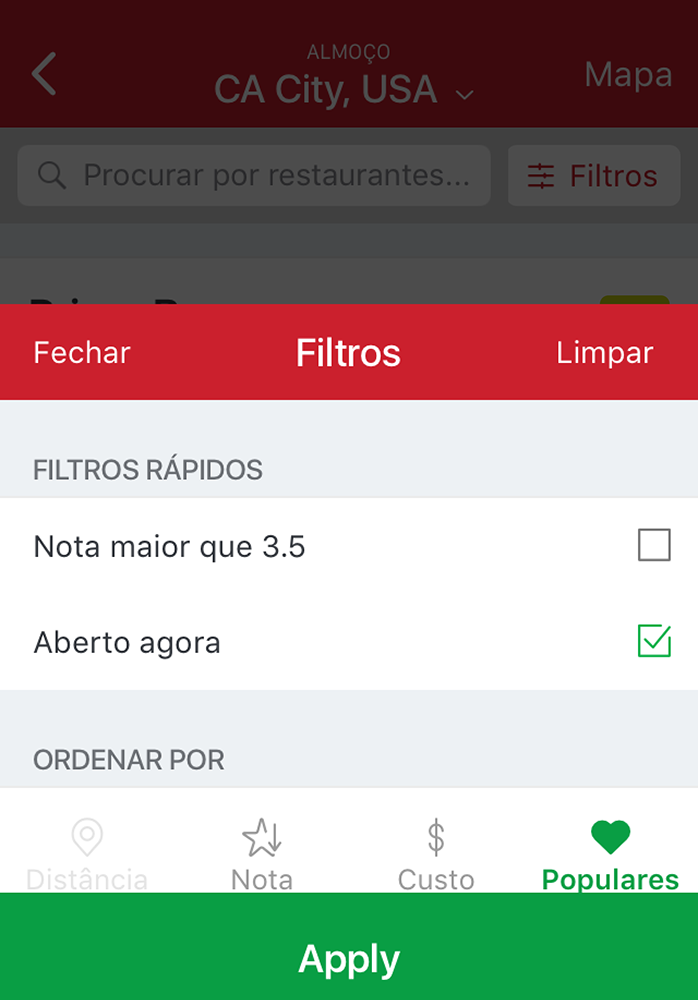 ALMOÇO
CA City, USA
Mapa
Procurar por restaurantes...
Filtros
Fechar
Filtros
Limpar
FILTROS RÁPIDOS
Nota maior que 3.5
Aberto agora
ORDENAR POR
Distância
Nota
Custo
Populares
Apply